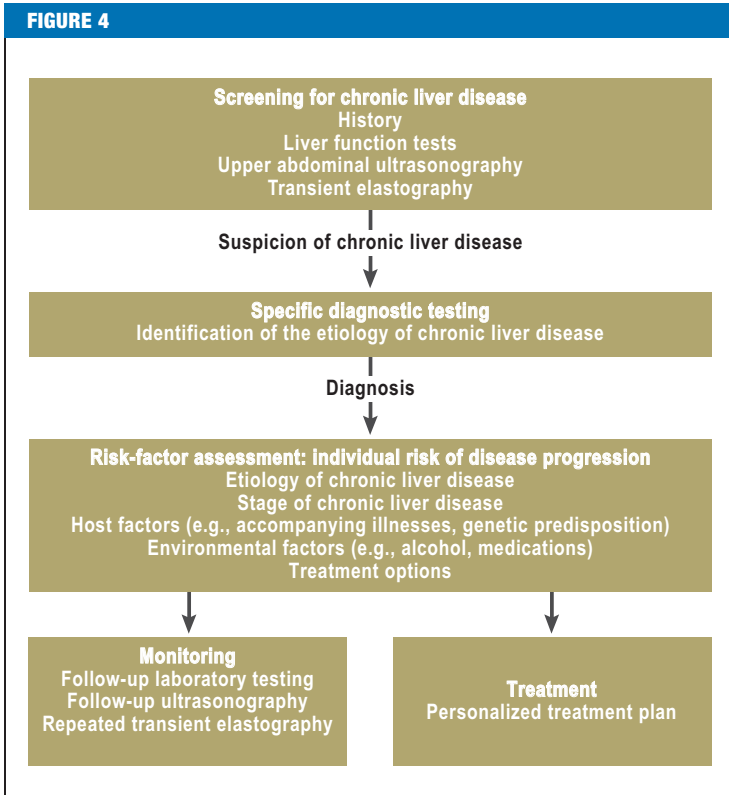 FIGURE 4
Screening for chronic liver disease
History
Liver function tests
Upper abdominal ultrasonography
Transient elastography
Suspicion of chronic liver disease
Specific diagnostic testing
Identification of the etiology of chronic liver disease
Diagnosis
Risk-factor assessment: individual risk of disease progression
Etiology of chronic liver disease
Stage of chronic liver disease
Host factors (e.g., accompanying illnesses, genetic predisposition)
Environmental factors (e.g., alcohol, medications)
Treatment options
Monitoring
Follow-up laboratory testing
Follow-up ultrasonography
Repeated transient elastography
Treatment
Personalized treatment plan